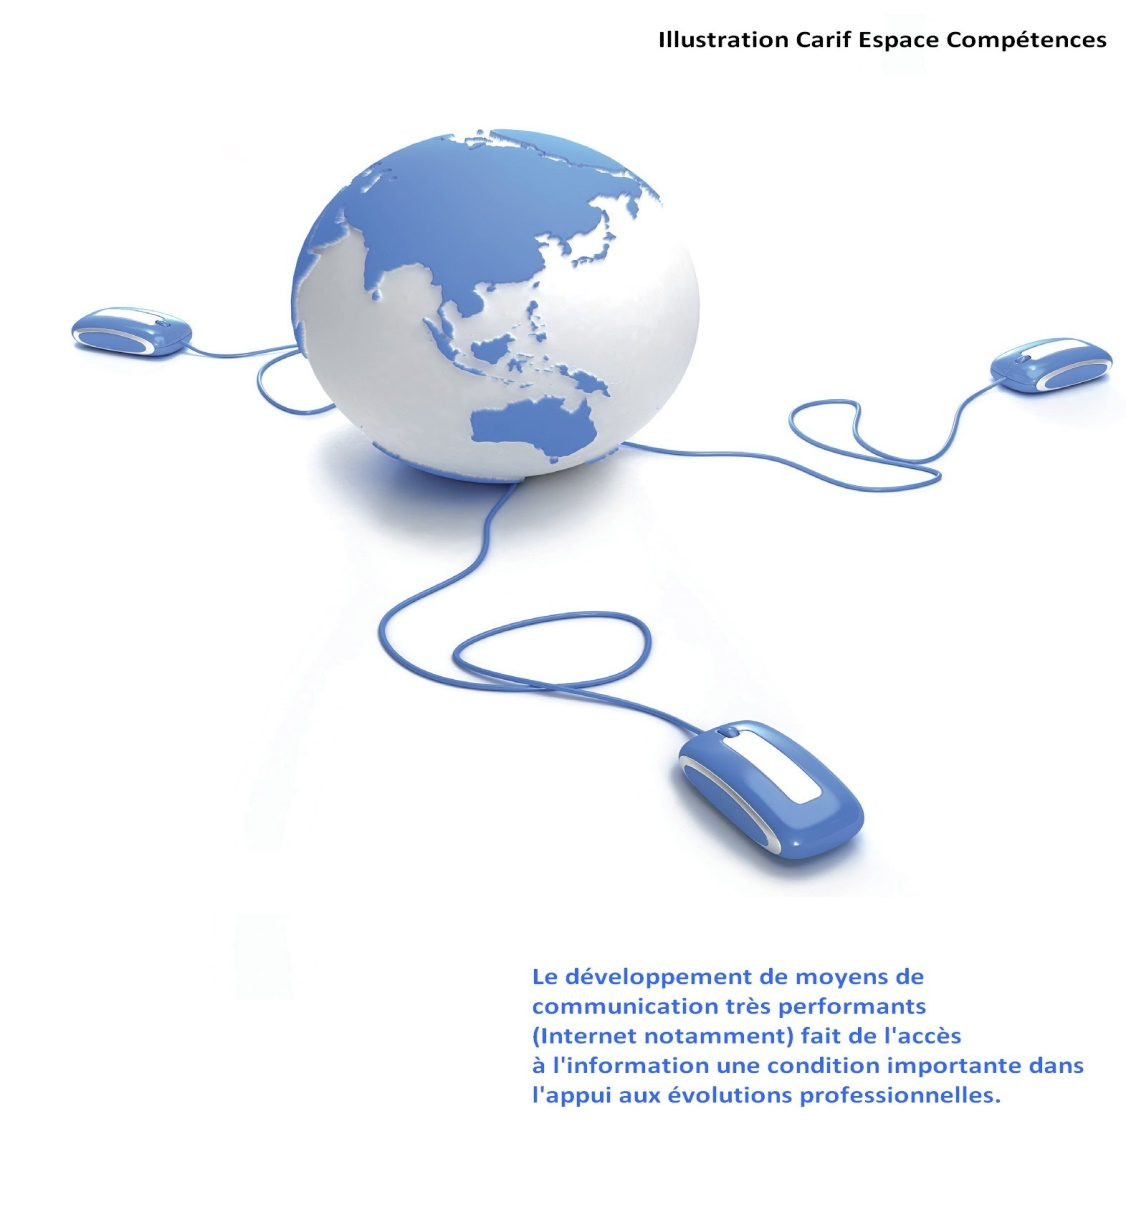 Illustration Carif Espace Compétences
Le développement de moyens de
communication très performants
(Internet notamment) fait de l'accès
à l'information une condition importante dans
l'appui aux évolutions professionnelles.